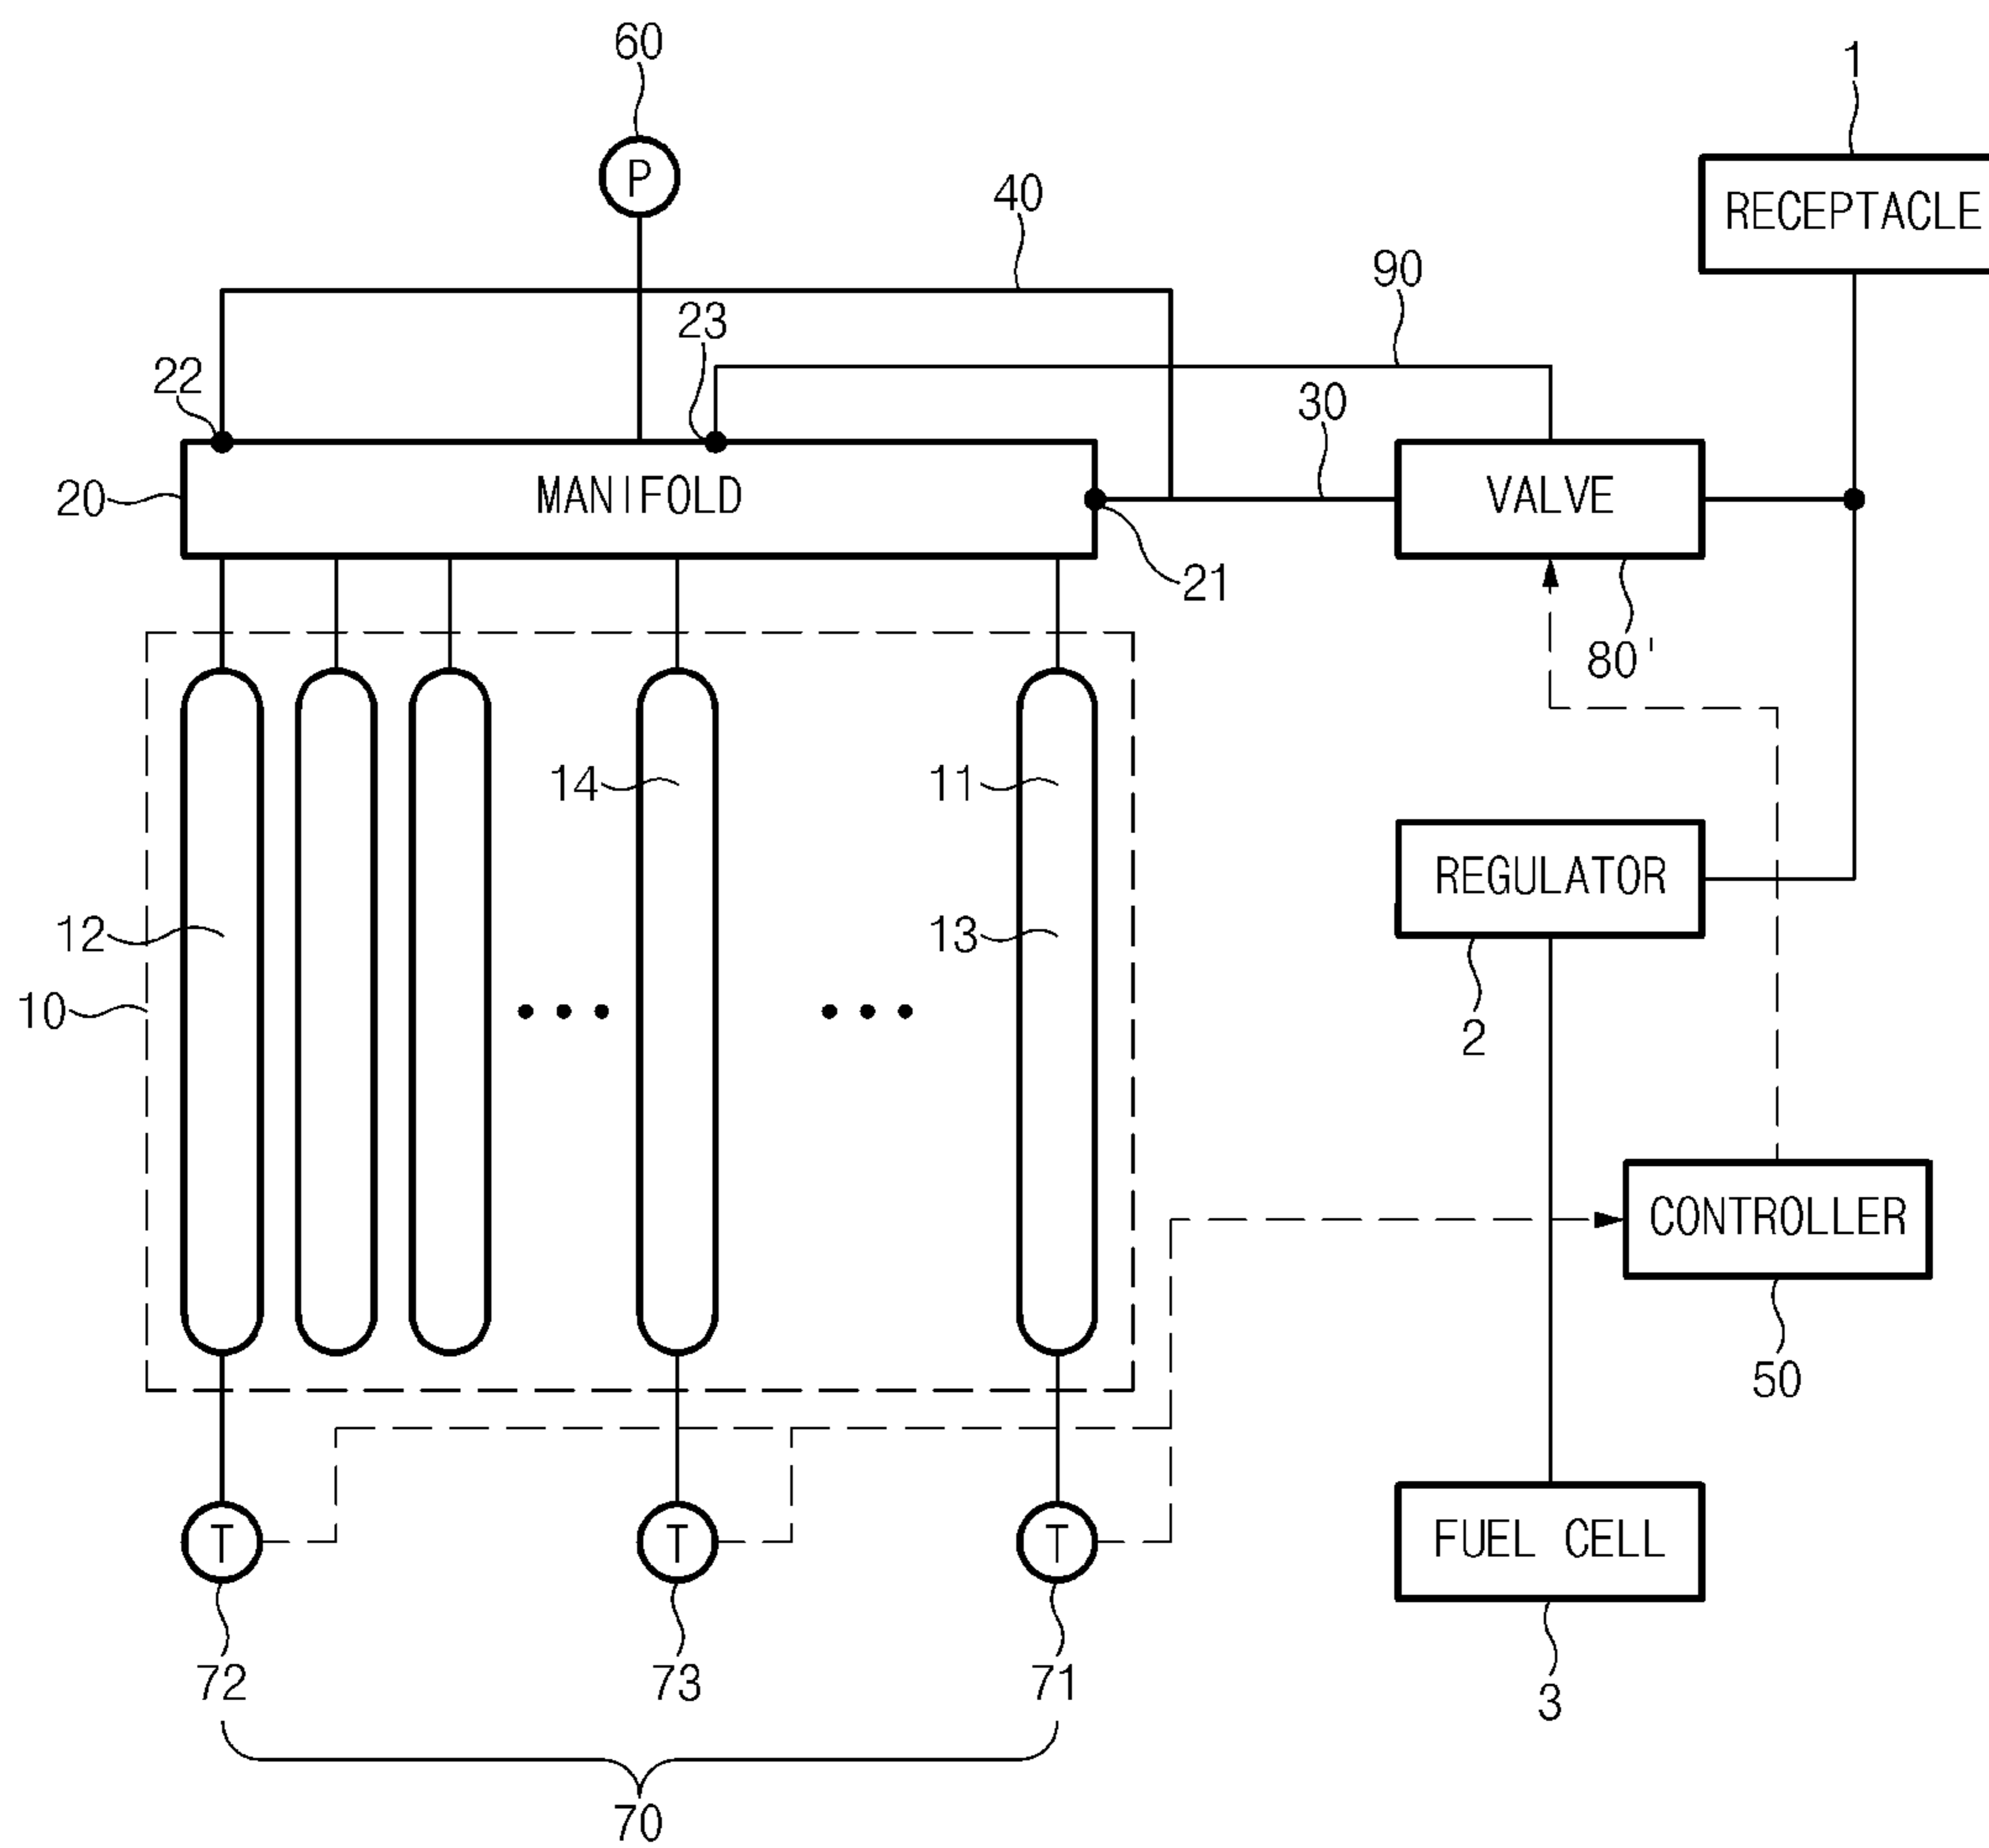 60
1
P
40
RECEPTACLE
90
23
22
30
20
MANIFOLD
VALVE
21
80'
14
11
REGULATOR
12
13
10
2
CONTROLLER
50
T
T
T
FUEL CELL
72
73
71
3
70